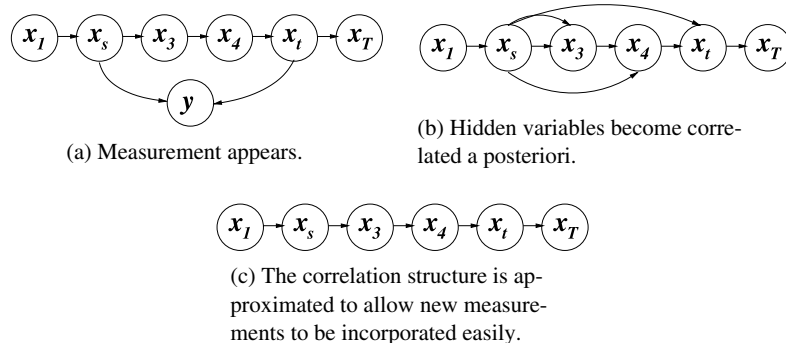 x1 xs x3 x4 xt xT
y
(a) Measurement appears.
x1 xs x3 x4 xt xT
(b) Hidden variables become corre-
lated a posteriori.
x1 xs x3 x4 xt xT
(c) The correlation structure is ap-
proximated to allow new measure-
ments to be incorporated easily.